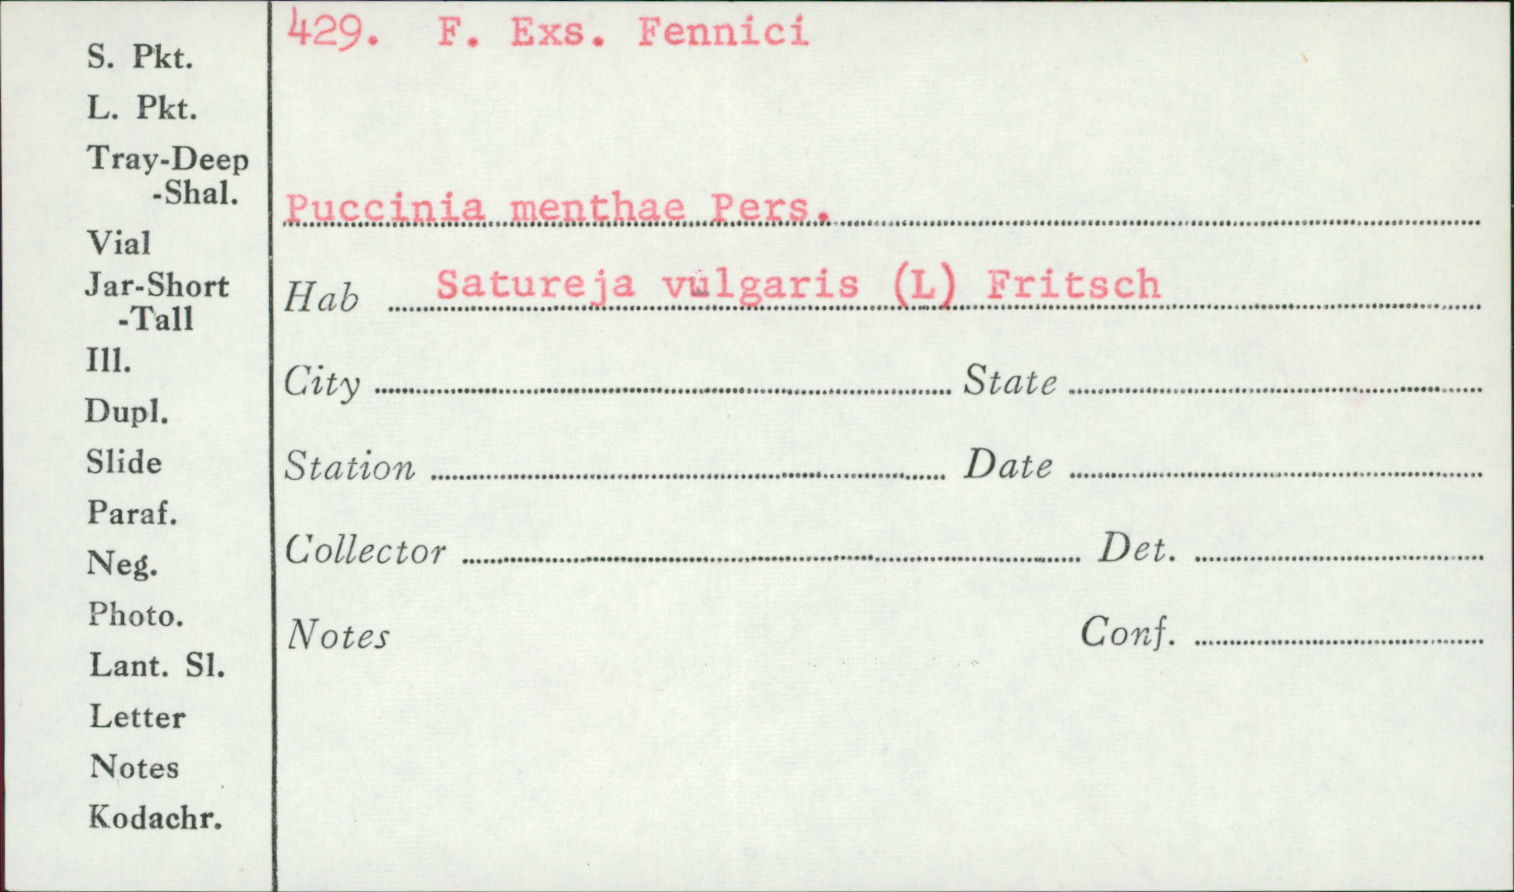 429. F. Exs. Fennici
S. Pkt.
L. Pkt.
Tray-Deep
-Shal.
Puccinia menthae Pers.
Vial
Jar-Short
-Tall
Hab Satureja vulgaris (L) Fritsch
Ill.
City State
Dupl.
Slide
Station Date
Paraf.
Neg.
Collector Det.
Photo.
Notes Conf.
Lant. Sl.
Letter
Notes
Kodachr.